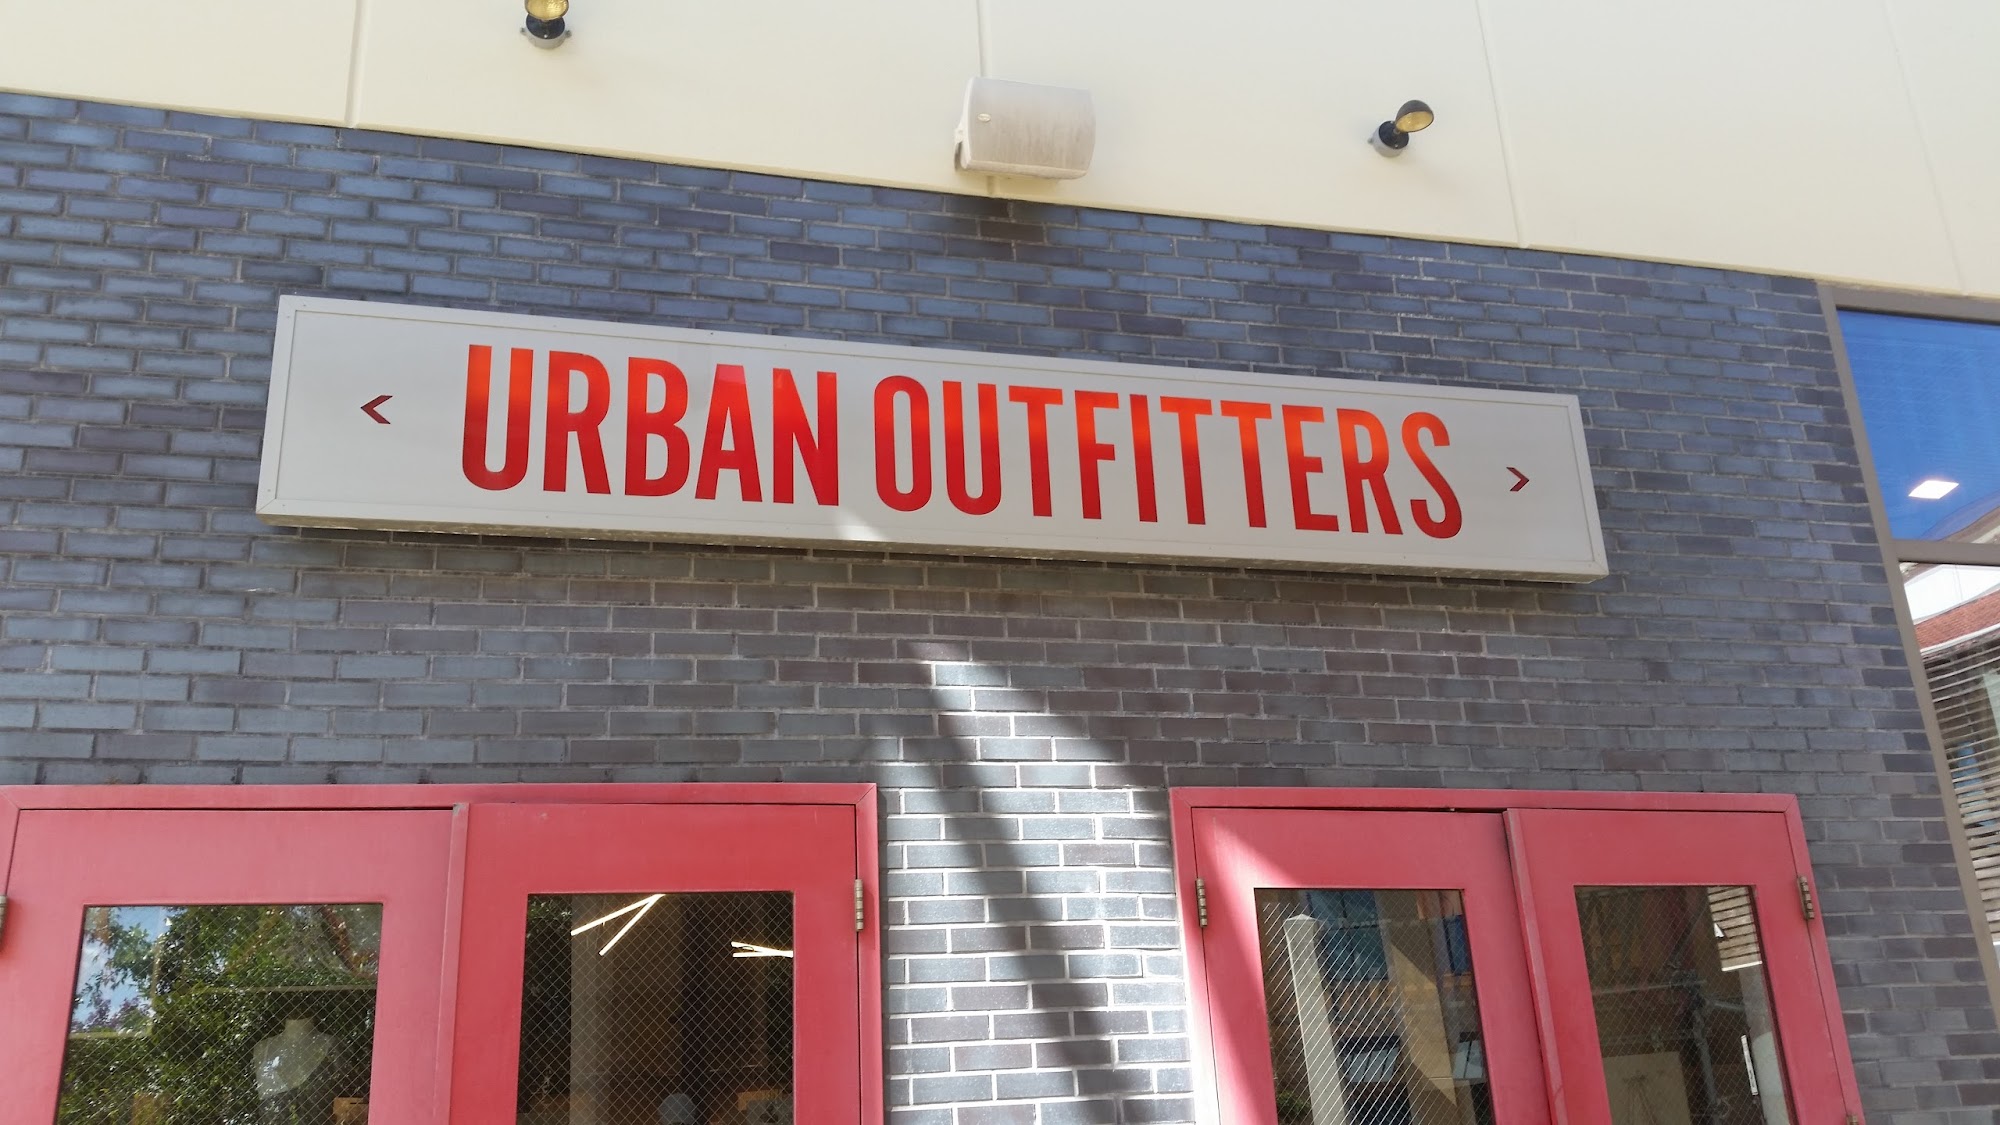 < URBAN OUTFITTERS >